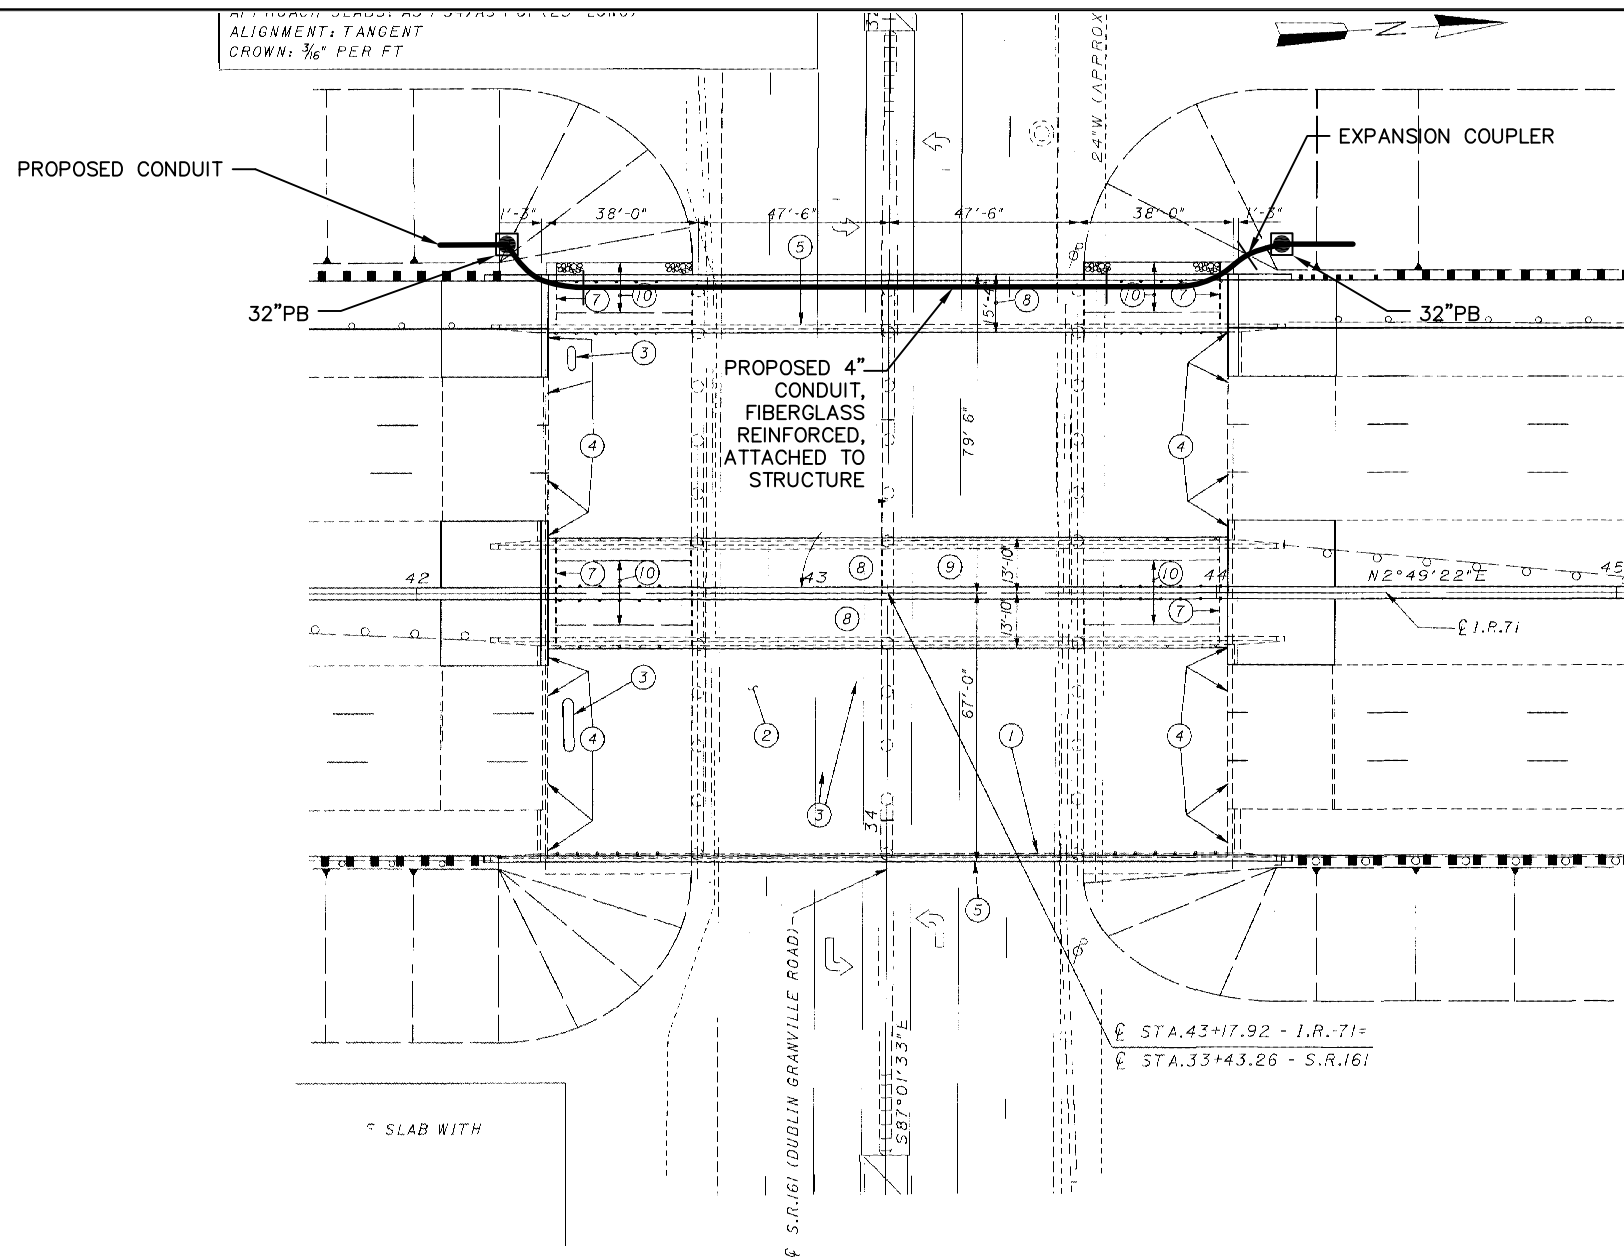 ALIGNMENT: TANGENT
CROWN: 3/16" PER FT
N
24"W (APPROX
PROPOSED CONDUIT
EXPANSION COUPLER
1'-3"
38'-0"
47'-6"
47'-6"
38'-0"
1'-3"
5
32"PB
32"PB
7
10
15'-4"
8
10
7
3
PROPOSED 4"
CONDUIT,
FIBERGLASS
REINFORCED,
ATTACHED TO
STRUCTURE
79' 6"
4
4
42
7
10
43
8
9
13'-10"
10
44
N2°49'22"E
45
8
13'-10"
7
℄ I.R.71
3
67'-0"
4
2
1
4
3
34
5
℄ S.R.161 (DUBLIN GRANVILLE ROAD)
S87°01'33"E
℄ STA.43+17.92 - I.R.-71=
℄ STA.33+43.26 - S.R.161
SLAB WITH